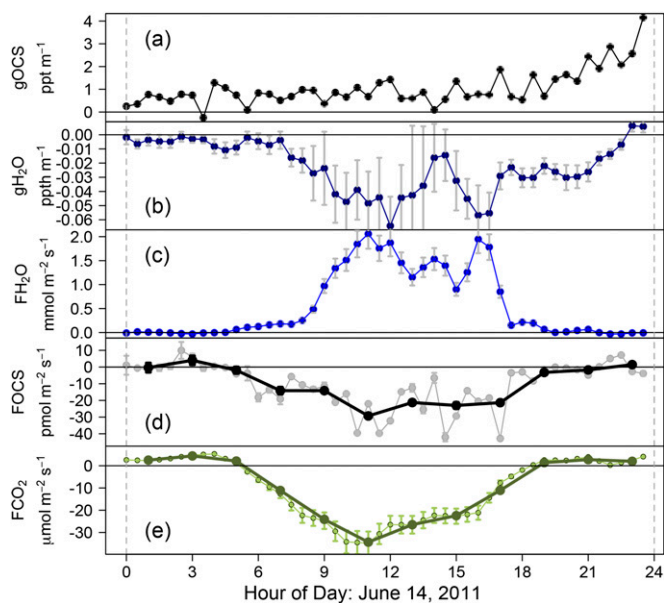 (a)
gOCS
ppt m⁻¹
4
3
2
1
0
(b)
gH₂O
ppth m⁻¹
0.00
-0.01
-0.02
-0.03
-0.04
-0.05
-0.06
(c)
FH₂O
mmol m⁻² s⁻¹
2.0
1.5
1.0
0.5
0.0
(d)
FOCS
pmol m⁻² s⁻¹
10
0
-10
-20
-30
-40
(e)
FCO₂
μmol m⁻² s⁻¹
0
-10
-20
-30
0 3 6 9 12 15 18 21 24
Hour of Day: June 14, 2011